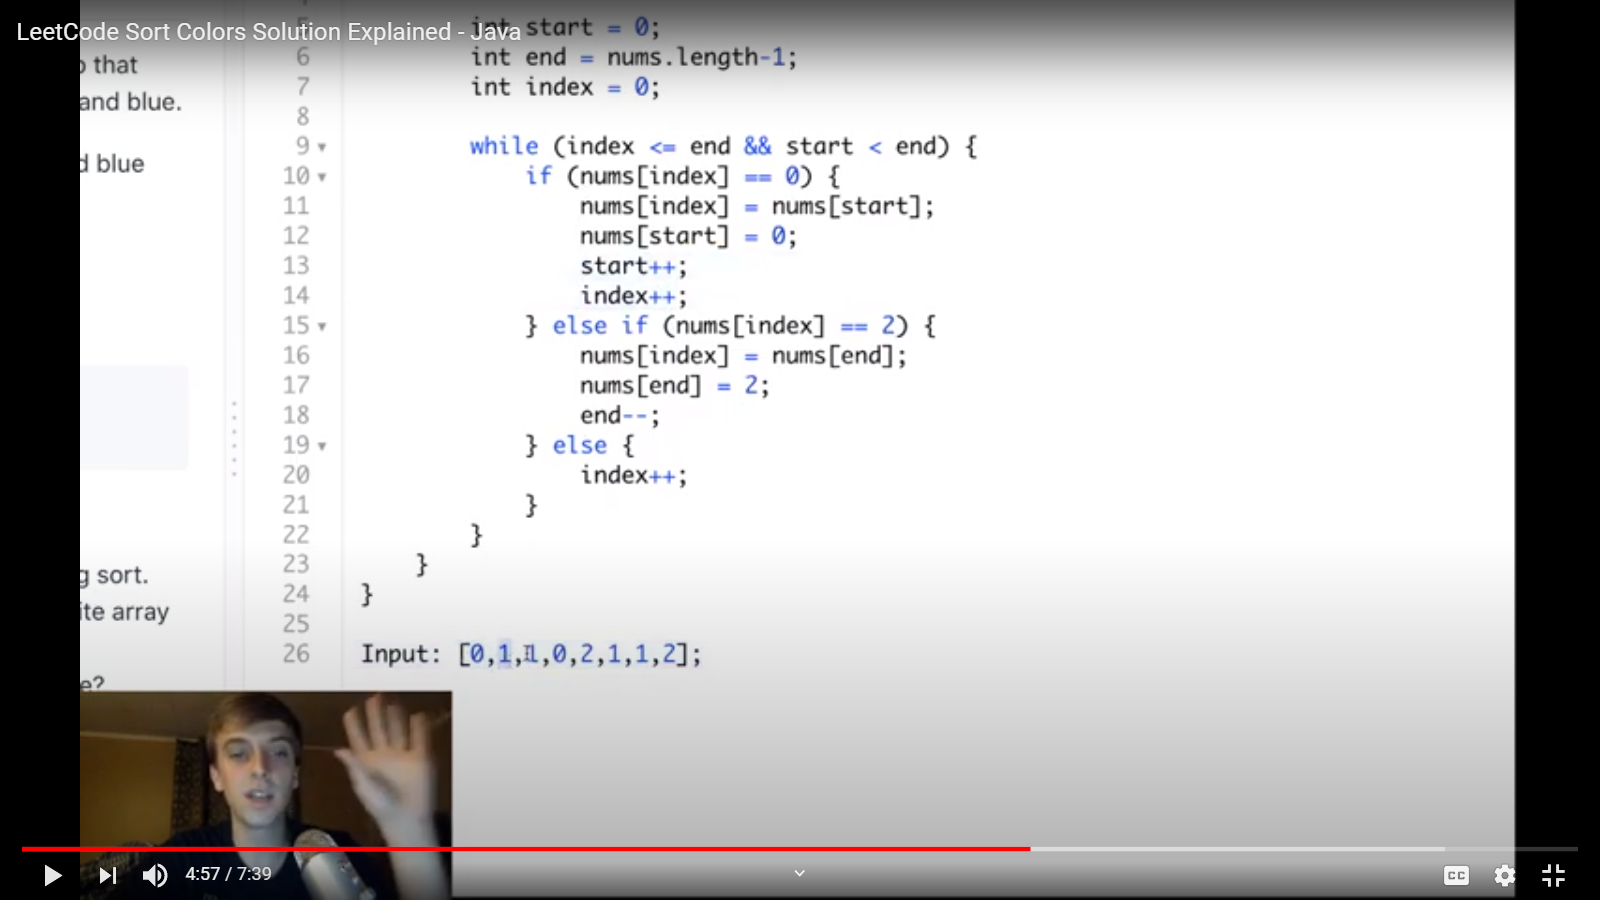 LeetCode Sort Colors Solution Explained - Java
that
and blue.
blue
g sort.
array
e?
5 int start = 0;
6 int end = nums.length-1;
7 int index = 0;
8
9 while (index <= end && start < end) {
10 if (nums[index] == 0) {
11 nums[index] = nums[start];
12 nums[start] = 0;
13 start++;
14 index++;
15 } else if (nums[index] == 2) {
16 nums[index] = nums[end];
17 nums[end] = 2;
18 end--;
19 } else {
20 index++;
21 }
22 }
23 }
24 }
25
26 Input: [0,1,1,0,2,1,1,2];
4:57 / 7:39
CC